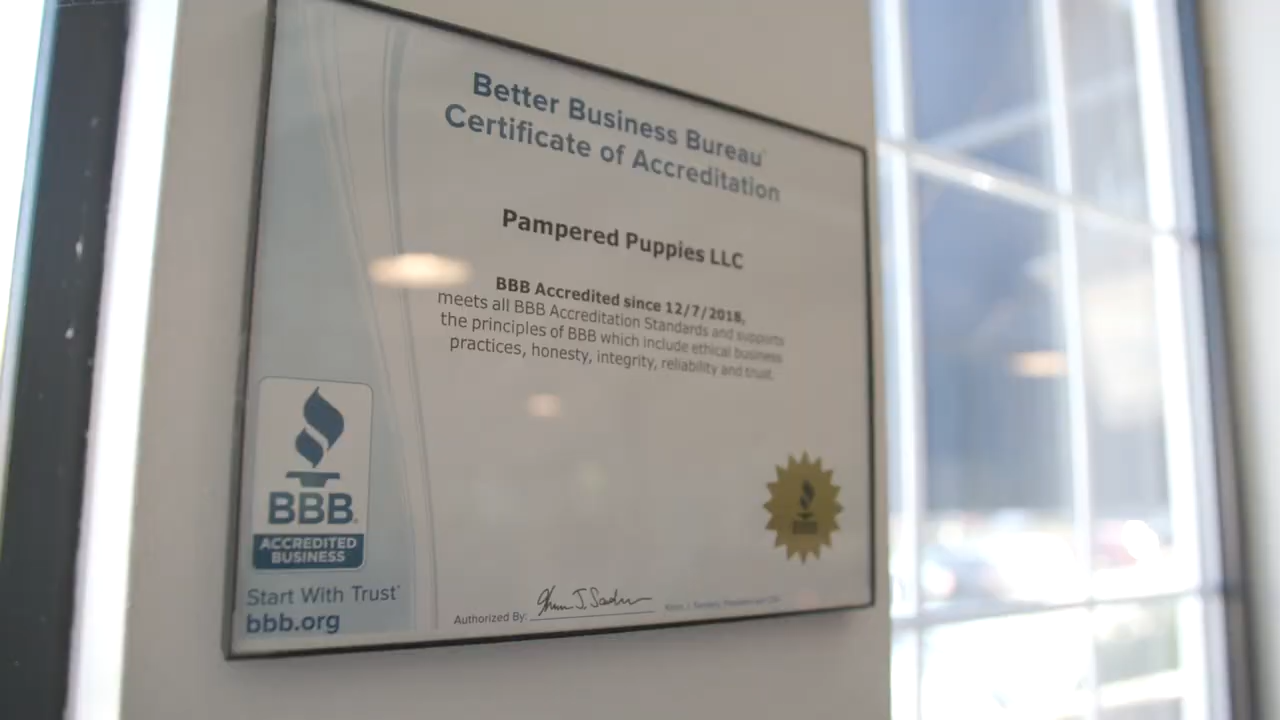 Better Business Bureau
Certificate of Accreditation
Pampered Puppies LLC
BBB Accredited since 12/7/2018,
meets all BBB Accreditation Standards and supports
the principles of BBB which include ethical business
practices, honesty, integrity, reliability and trust.
BBB
ACCREDITED
BUSINESS
Start With Trust
bbb.org
Authorized By: